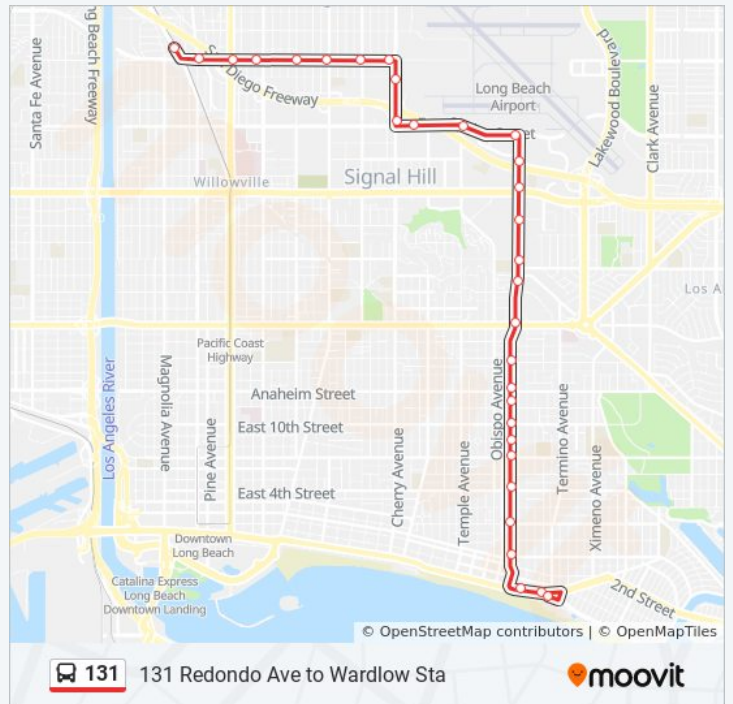 ng Beach Freeway
Santa Fe Avenue
San Diego Freeway
Long Beach
Airport
Lakewood Boulevard
Clark Avenue
Willowville
Signal Hill
Los A
Pacific Coast
Highway
Los Angeles River
Magnolia Avenue
Pine Avenue
Anaheim Street
East 10th Street
East 4th Street
Cherry Avenue
Temple Avenue
Obispo Avenue
Termino Avenue
Ximeno Avenue
Downtown
Long Beach
Catalina Express
Long Beach
Downtown Landing
2nd Street
© OpenStreetMap contributors | © OpenMapTiles
131
131 Redondo Ave to Wardlow Sta
moovit